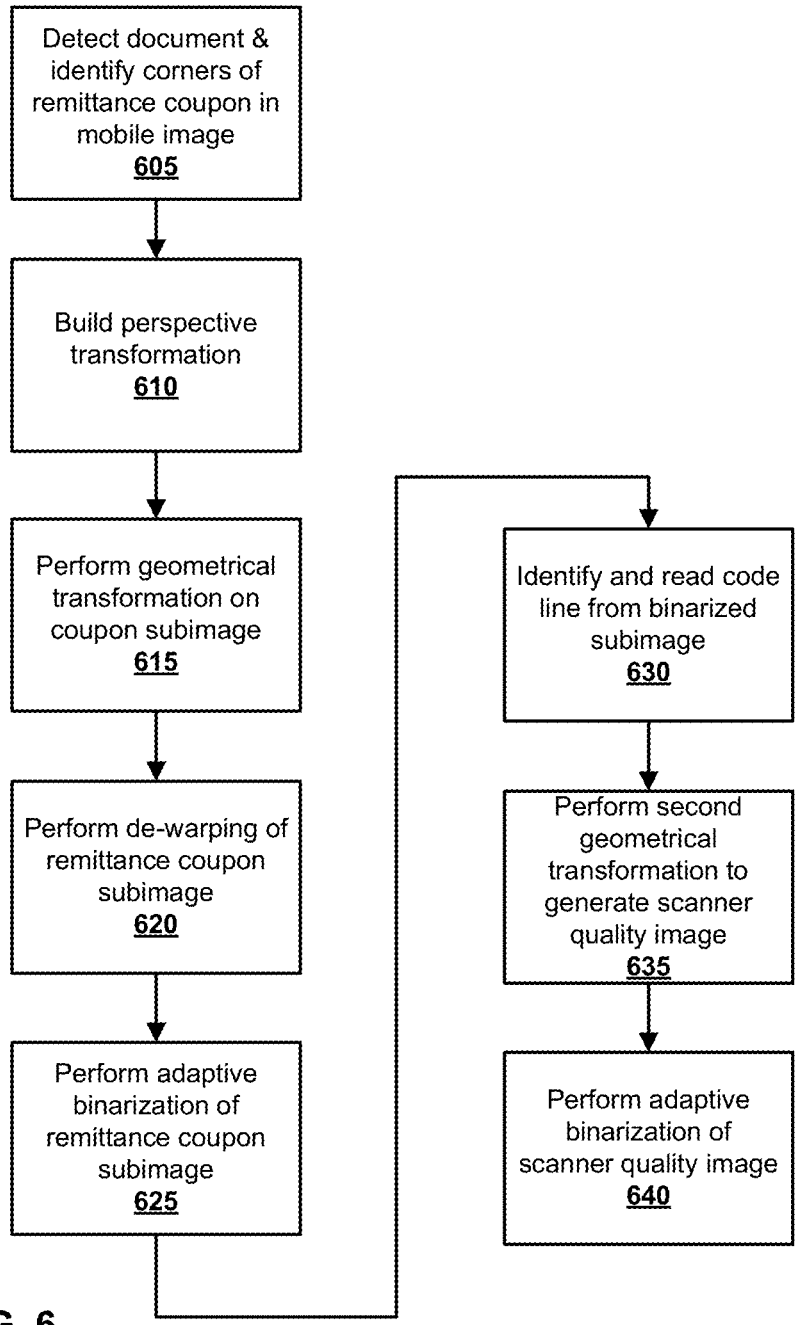 Detect document &
identify corners of
remittance coupon in
mobile image
605
Build perspective
transformation
610
Perform geometrical
transformation on
coupon subimage
615
Perform de-warping of
remittance coupon
subimage
620
Perform adaptive
binarization of
remittance coupon
subimage
625
Identify and read code
line from binarized
subimage
630
Perform second
geometrical
transformation to
generate scanner
quality image
635
Perform adaptive
binarization of
scanner quality image
640
G. 6